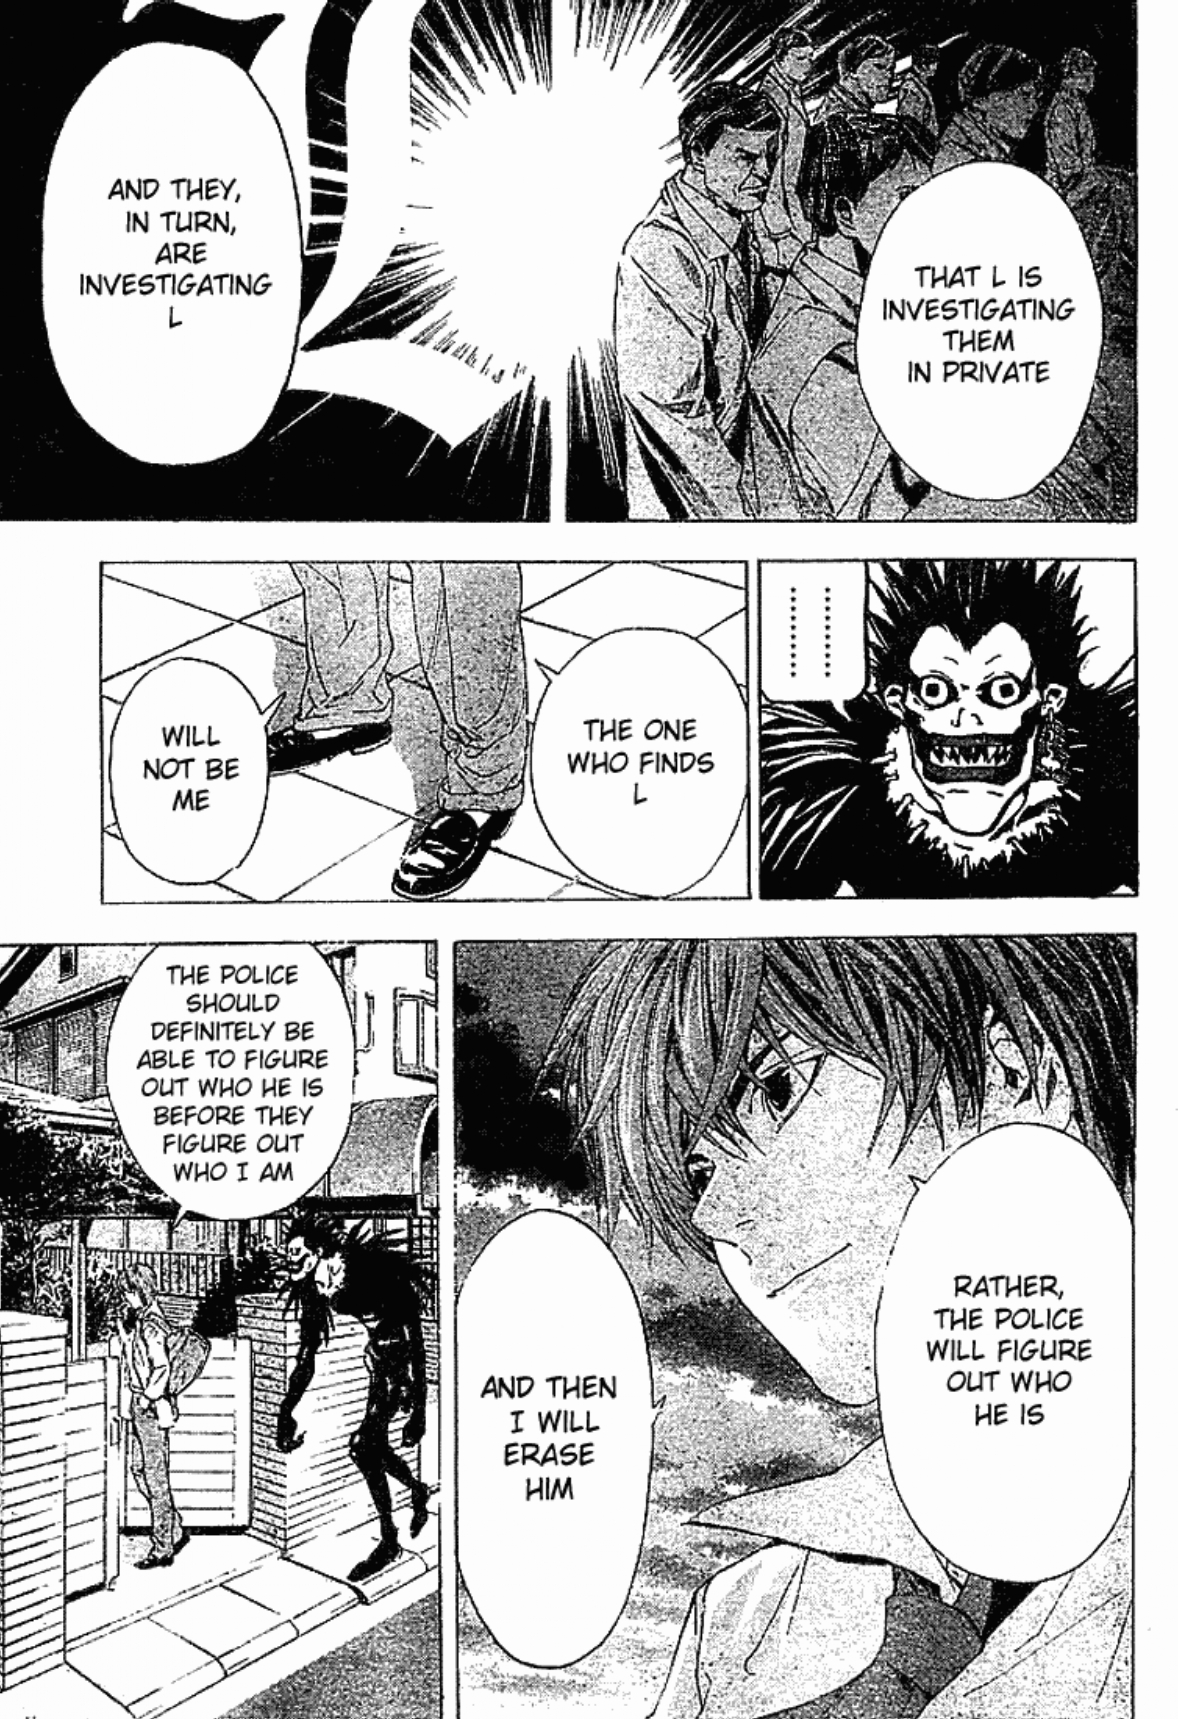 THAT L IS
INVESTIGATING
THEM
IN PRIVATE
AND THEY,
IN TURN,
ARE
INVESTIGATING
L
.........
.........
THE ONE
WHO FINDS
L
WILL
NOT BE
ME
RATHER,
THE POLICE
WILL FIGURE
OUT WHO
HE IS
AND THEN
I WILL
ERASE
HIM
THE POLICE
SHOULD
DEFINITELY BE
ABLE TO FIGURE
OUT WHO HE IS
BEFORE THEY
FIGURE OUT
WHO I AM